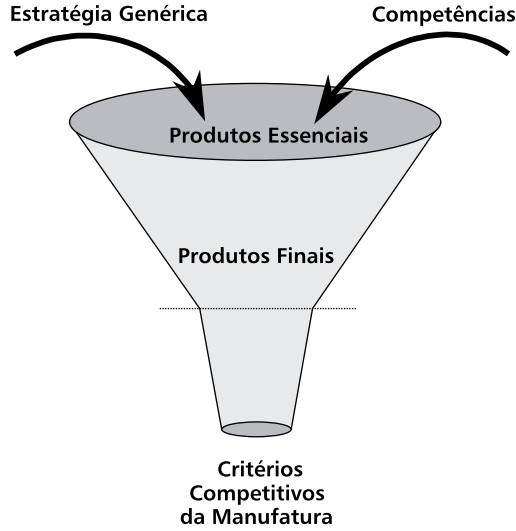 Estratégia Genérica
Competências
Produtos Essenciais
Produtos Finais
Critérios
Competitivos
da Manufatura